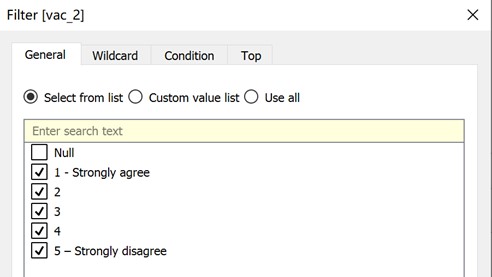 Filter [vac_2]
General Wildcard Condition Top
Select from list Custom value list Use all
Enter search text
Null
1 - Strongly agree
2
3
4
5 – Strongly disagree